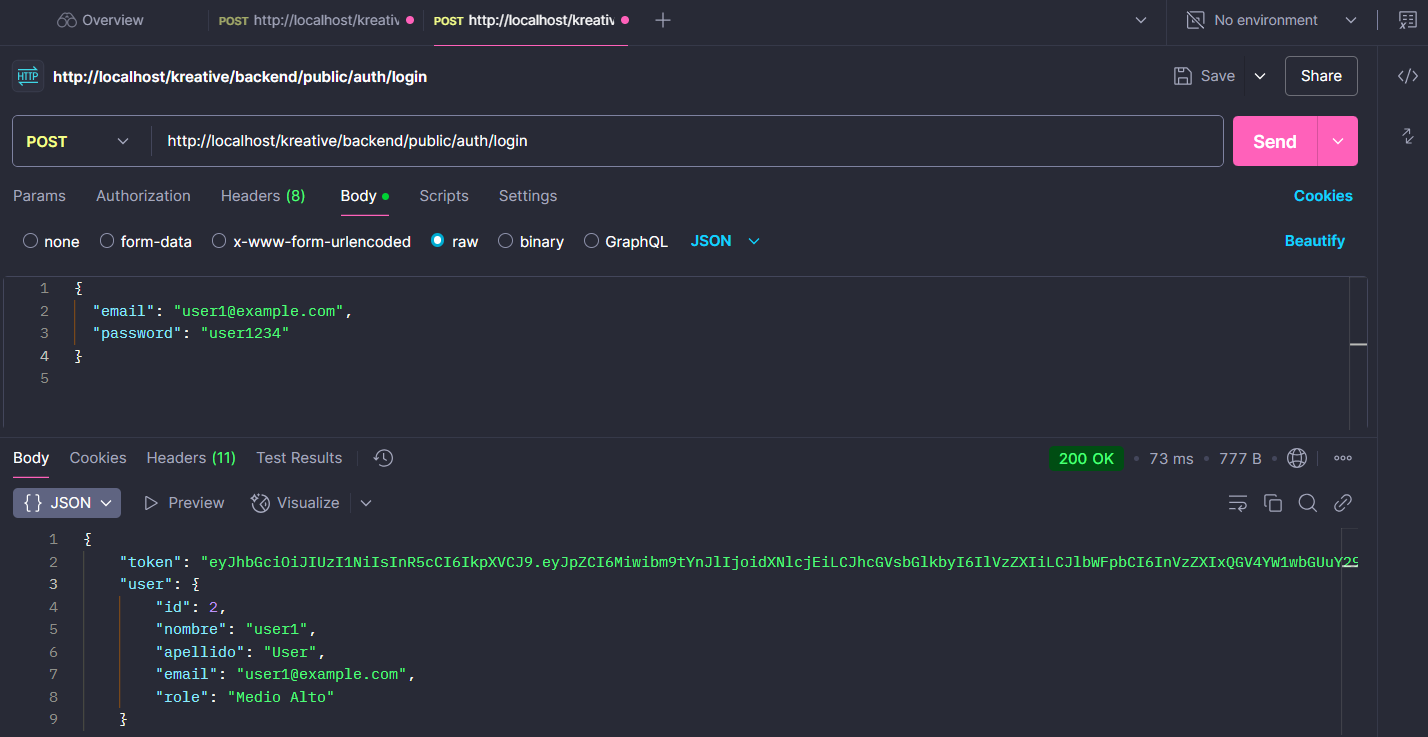 Overview POST http://localhost/kreativ POST http://localhost/kreativ No environment
HTTP http://localhost/kreative/backend/public/auth/login Save Share
POST http://localhost/kreative/backend/public/auth/login Send
Params Authorization Headers (8) Body Scripts Settings Cookies
none form-data x-www-form-urlencoded raw binary GraphQL JSON Beautify
1 {
2 "email": "user1@example.com",
3 "password": "user1234"
4 }
5
Body Cookies Headers (11) Test Results 200 OK • 73 ms • 777 B
{} JSON Preview Visualize
1 {
2 "token": "eyJhbGciOiJIUzI1NiIsInR5cCI6IkpXVCJ9.eyJpZCI6Miwibm9tYnJlIjoidXNlcjEiLCJhcGVsbGlkbyI6IlVzZXIiLCJlbWFpbCI6InVzZXIxQGV4YW1wbGUuY29
3 "user": {
4 "id": 2,
5 "nombre": "user1",
6 "apellido": "User",
7 "email": "user1@example.com",
8 "role": "Medio Alto"
9 }